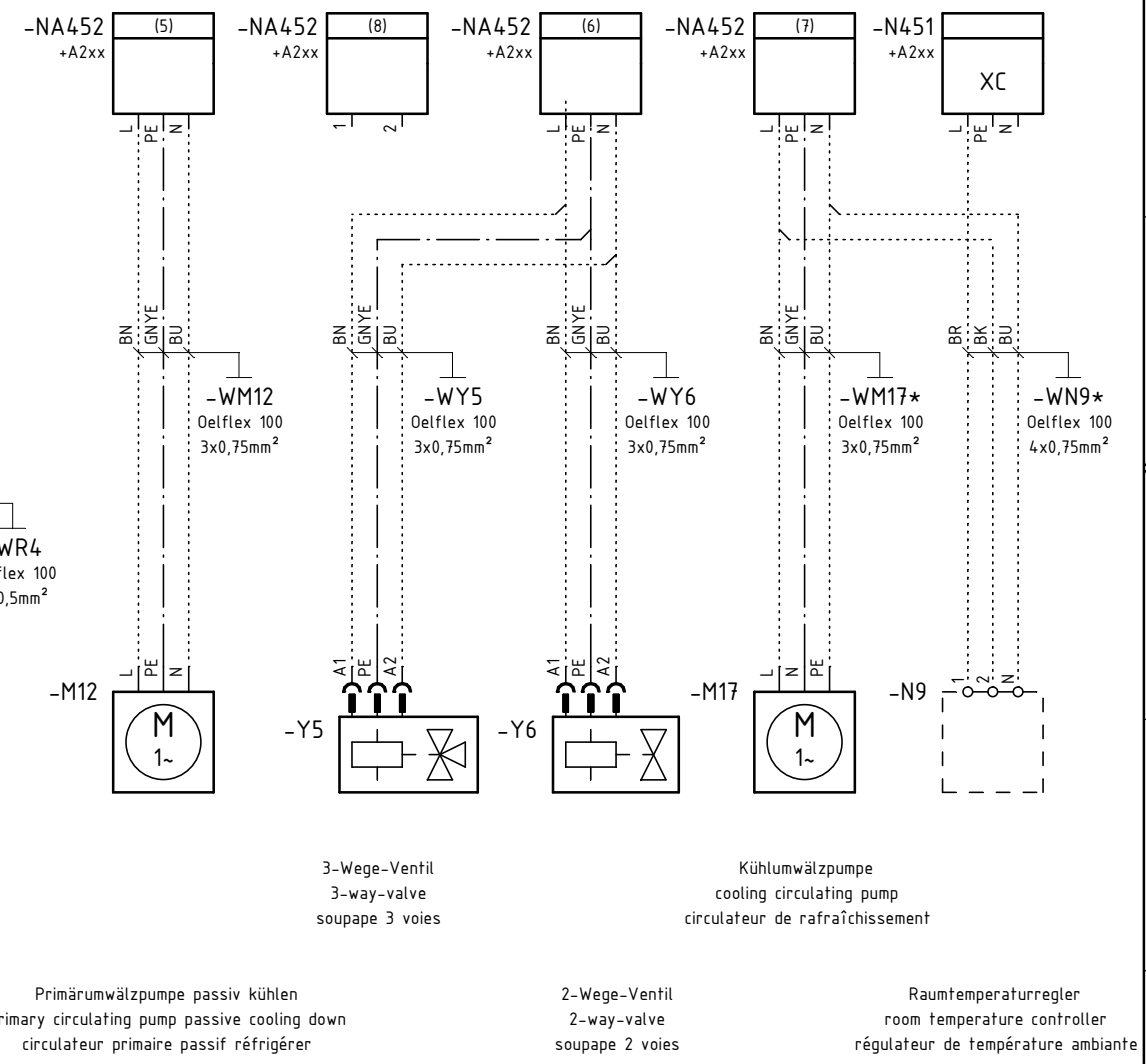 -NA452
+A2xx
(5)
-NA452
+A2xx
(8)
-NA452
+A2xx
(6)
-NA452
+A2xx
(7)
-N451
+A2xx
XC
L PE N
1 2
L PE N
L PE N
L PE N
BN GNYE BU
BN GNYE BU
BN GNYE BU
BN GNYE BU
BR BK BU
-WM12
Oelflex 100
3x0,75mm²
-WY5
Oelflex 100
3x0,75mm²
-WY6
Oelflex 100
3x0,75mm²
-WM17*
Oelflex 100
3x0,75mm²
-WN9*
Oelflex 100
4x0,75mm²
WR4
flex 100
0,5mm²
L PE N
A1 PE A2
A1 PE A2
L N PE
1 2 N
-M12
M
1~
-Y5
-Y6
-M17
M
1~
-N9
3-Wege-Ventil
3-way-valve
soupape 3 voies
Kühlumwälzpumpe
cooling circulating pump
circulateur de rafraîchissement
Primärumwälzpumpe passiv kühlen
rimary circulating pump passive cooling down
circulateur primaire passif réfrigérer
2-Wege-Ventil
2-way-valve
soupape 2 voies
Raumtemperaturregler
room temperature controller
régulateur de température ambiante